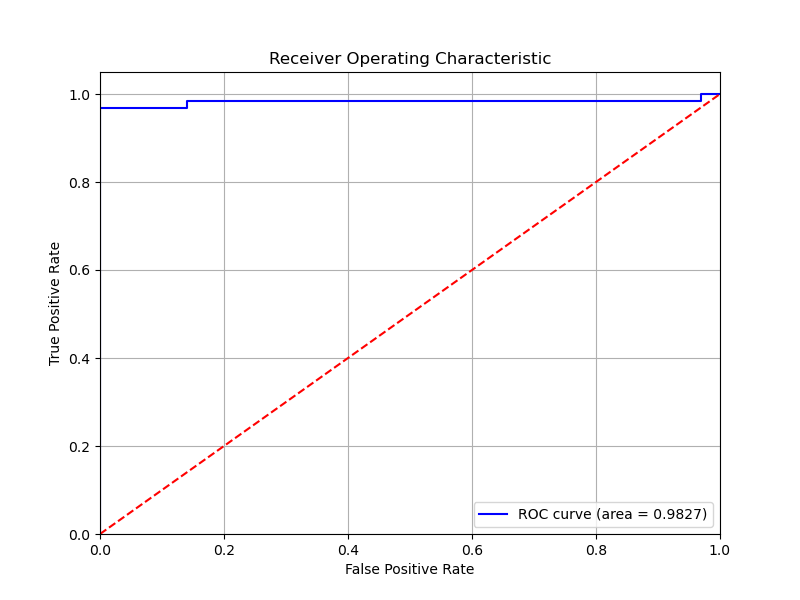 Receiver Operating Characteristic
1.0
0.8
0.6
0.4
0.2
0.0
True Positive Rate
ROC curve (area = 0.9827)
0.0 0.2 0.4 0.6 0.8 1.0
False Positive Rate